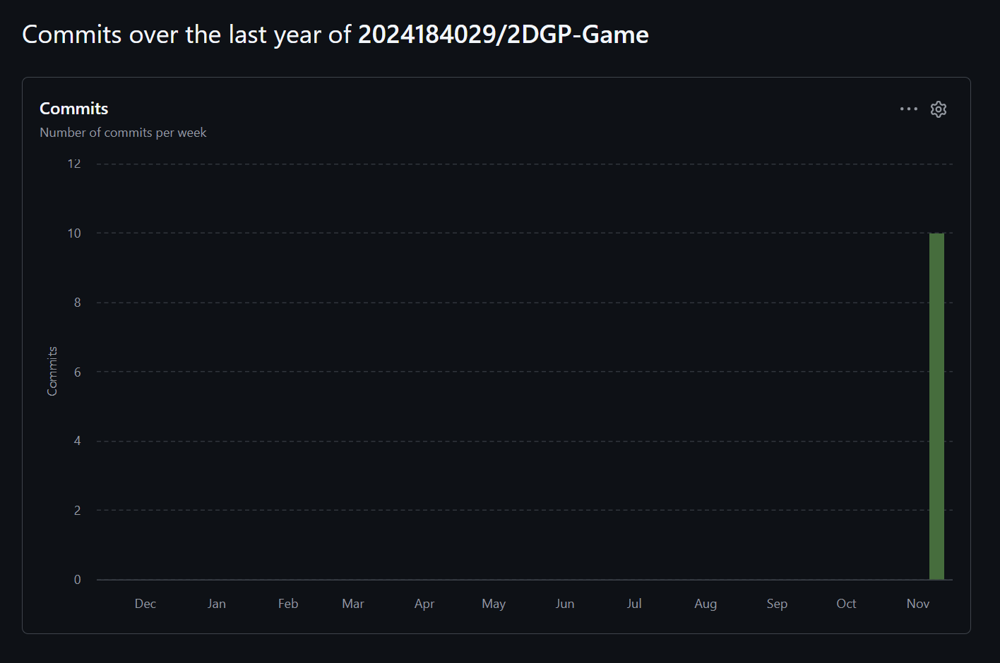 Commits over the last year of 2024184029/2DGP-Game
Commits
Number of commits per week
12
10
8
6
4
2
0
Commits
Dec Jan Feb Mar Apr May Jun Jul Aug Sep Oct Nov